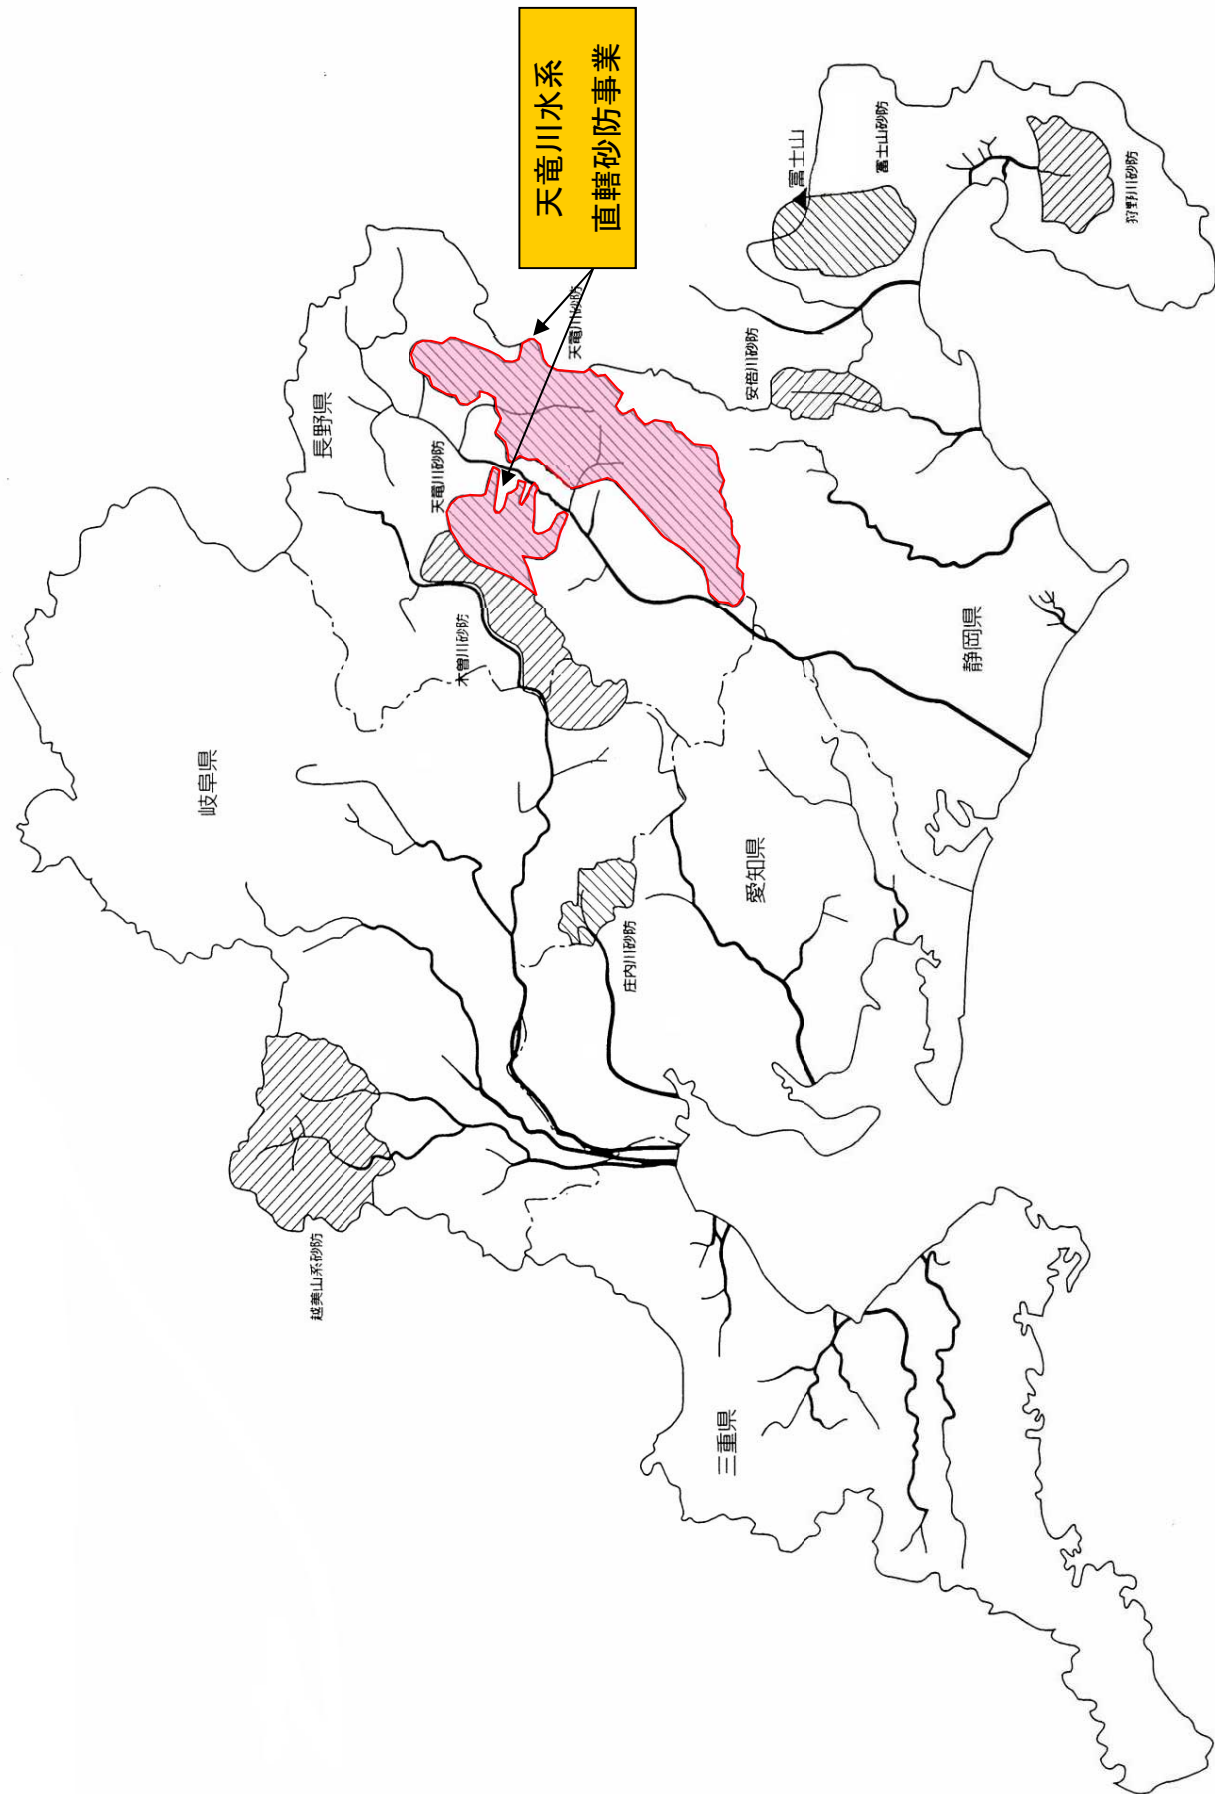 天竜川水系
直轄砂防事業
長野県
天竜川砂防
天竜川砂防
木曽川砂防
岐阜県
越美山系砂防
庄内川砂防
愛知県
三重県
静岡県
安倍川砂防
富士山
富士山砂防
狩野川砂防